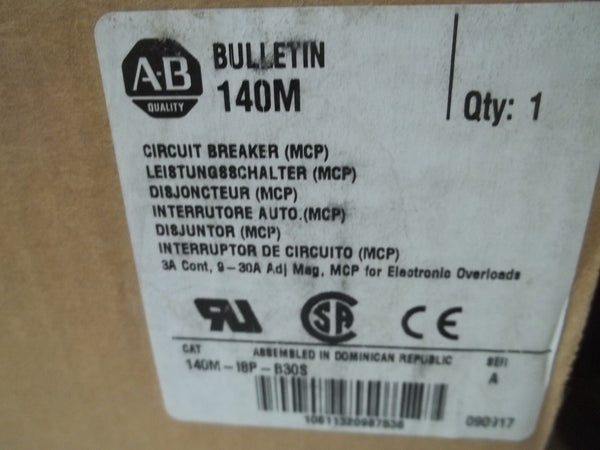 A-B
QUALITY
BULLETIN
140M
Qty: 1
CIRCUIT BREAKER (MCP)
LEISTUNGSSCHALTER (MCP)
DISJONCTEUR (MCP)
INTERRUTORE AUTO.(MCP)
DISJUNTOR (MCP)
INTERRUPTOR DE CIRCUITO (MCP)
3A Cont, 9-30A Adj Mag, MCP for Electronic Overloads
SA
CE
ASSEMBLED IN DOMINICAN REPUBLIC
CAT
140M-I8P-B30S
A